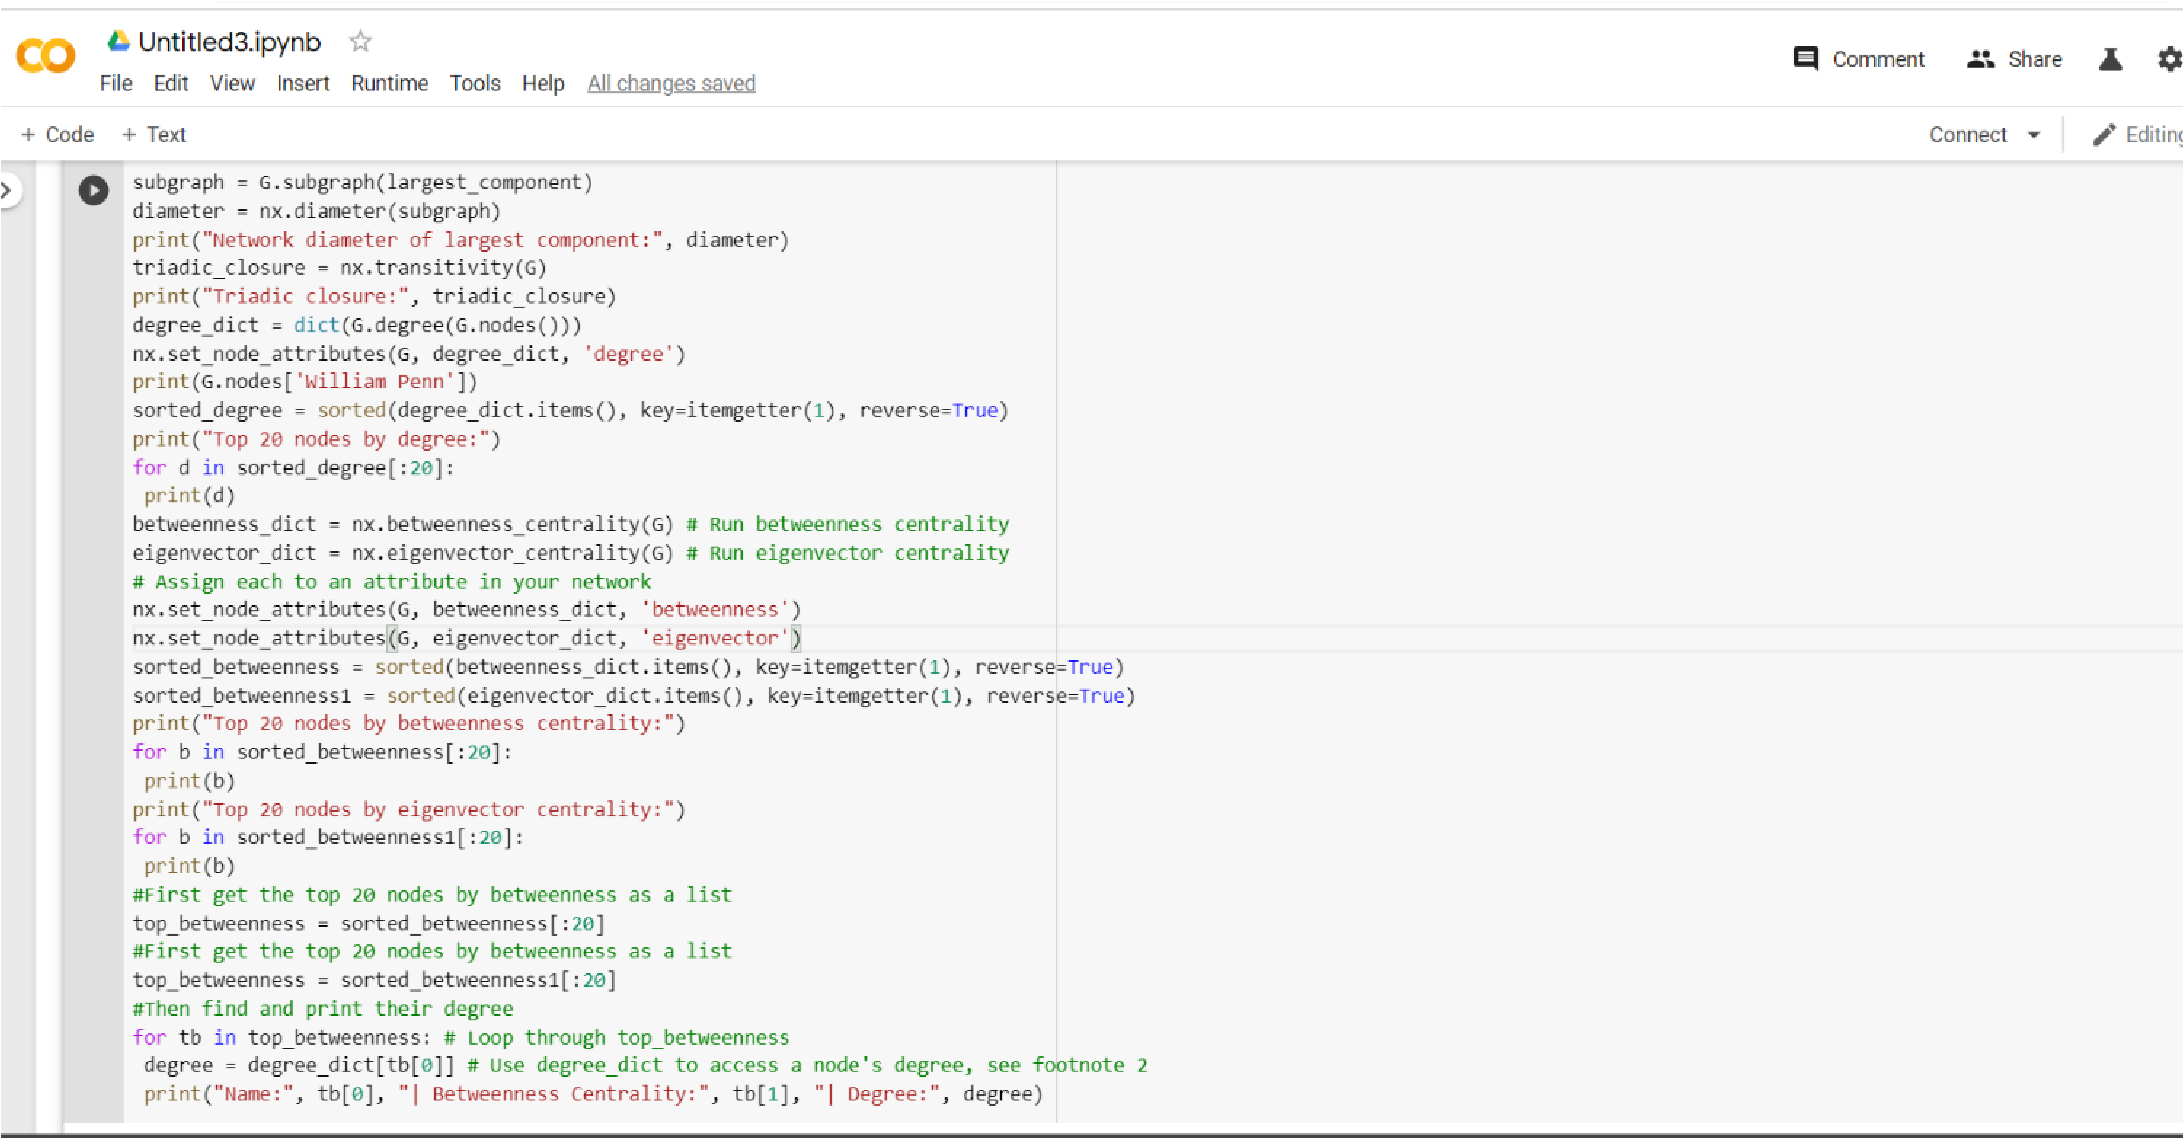 Untitled3.ipynb
File Edit View Insert Runtime Tools Help All changes saved
Comment Share
+ Code + Text
Connect Editing
subgraph = G.subgraph(largest_component)
diameter = nx.diameter(subgraph)
print("Network diameter of largest component:", diameter)
triadic_closure = nx.transitivity(G)
print("Triadic closure:", triadic_closure)
degree_dict = dict(G.degree(G.nodes()))
nx.set_node_attributes(G, degree_dict, 'degree')
print(G.nodes['William Penn'])
sorted_degree = sorted(degree_dict.items(), key=itemgetter(1), reverse=True)
print("Top 20 nodes by degree:")
for d in sorted_degree[:20]:
 print(d)
betweenness_dict = nx.betweenness_centrality(G) # Run betweenness centrality
eigenvector_dict = nx.eigenvector_centrality(G) # Run eigenvector centrality
# Assign each to an attribute in your network
nx.set_node_attributes(G, betweenness_dict, 'betweenness')
nx.set_node_attributes(G, eigenvector_dict, 'eigenvector')
sorted_betweenness = sorted(betweenness_dict.items(), key=itemgetter(1), reverse=True)
sorted_betweenness1 = sorted(eigenvector_dict.items(), key=itemgetter(1), reverse=True)
print("Top 20 nodes by betweenness centrality:")
for b in sorted_betweenness[:20]:
 print(b)
print("Top 20 nodes by eigenvector centrality:")
for b in sorted_betweenness1[:20]:
 print(b)
#First get the top 20 nodes by betweenness as a list
top_betweenness = sorted_betweenness[:20]
#First get the top 20 nodes by betweenness as a list
top_betweenness = sorted_betweenness1[:20]
#Then find and print their degree
for tb in top_betweenness: # Loop through top_betweenness
 degree = degree_dict[tb[0]] # Use degree_dict to access a node's degree, see footnote 2
 print("Name:", tb[0], "| Betweenness Centrality:", tb[1], "| Degree:", degree)